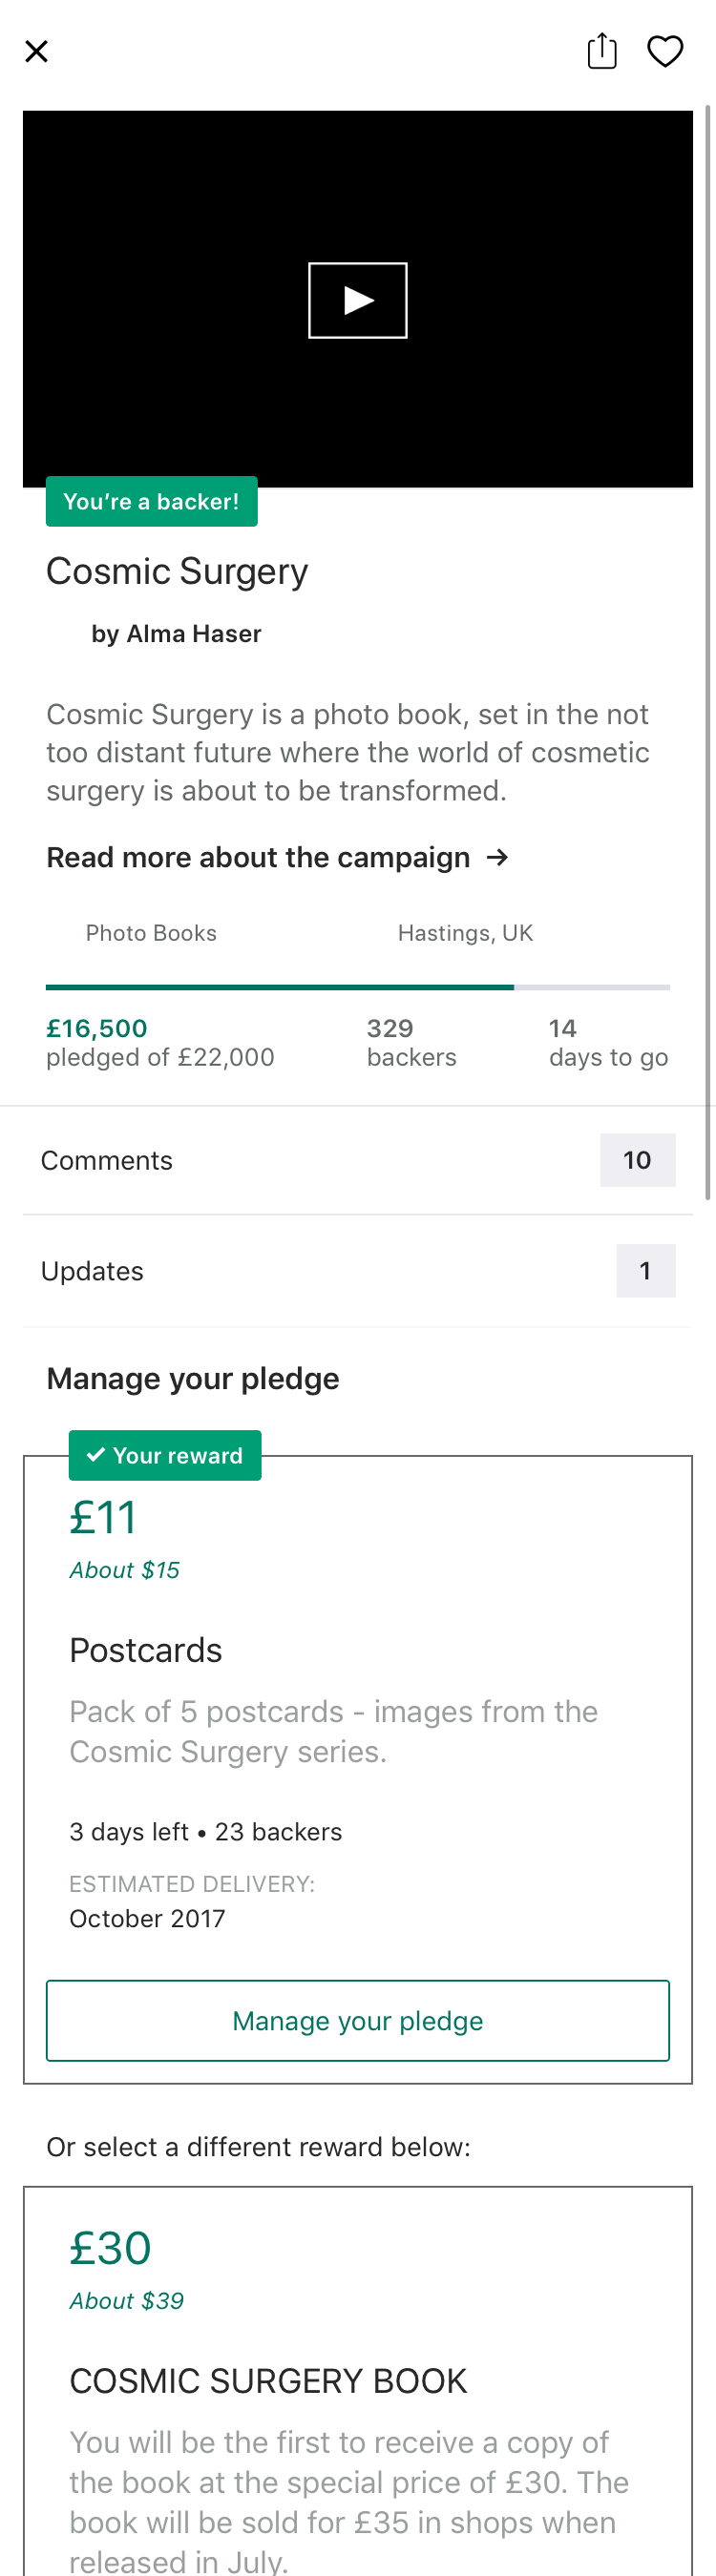 You’re a backer!
Cosmic Surgery
by Alma Haser
Cosmic Surgery is a photo book, set in the not
too distant future where the world of cosmetic
surgery is about to be transformed.
Read more about the campaign →
Photo Books
Hastings, UK
£16,500
pledged of £22,000
329
backers
14
days to go
Comments
10
Updates
1
Manage your pledge
✓ Your reward
£11
About $15
Postcards
Pack of 5 postcards - images from the
Cosmic Surgery series.
3 days left • 23 backers
ESTIMATED DELIVERY:
October 2017
Manage your pledge
Or select a different reward below:
£30
About $39
COSMIC SURGERY BOOK
You will be the first to receive a copy of
the book at the special price of £30. The
book will be sold for £35 in shops when
released in July.